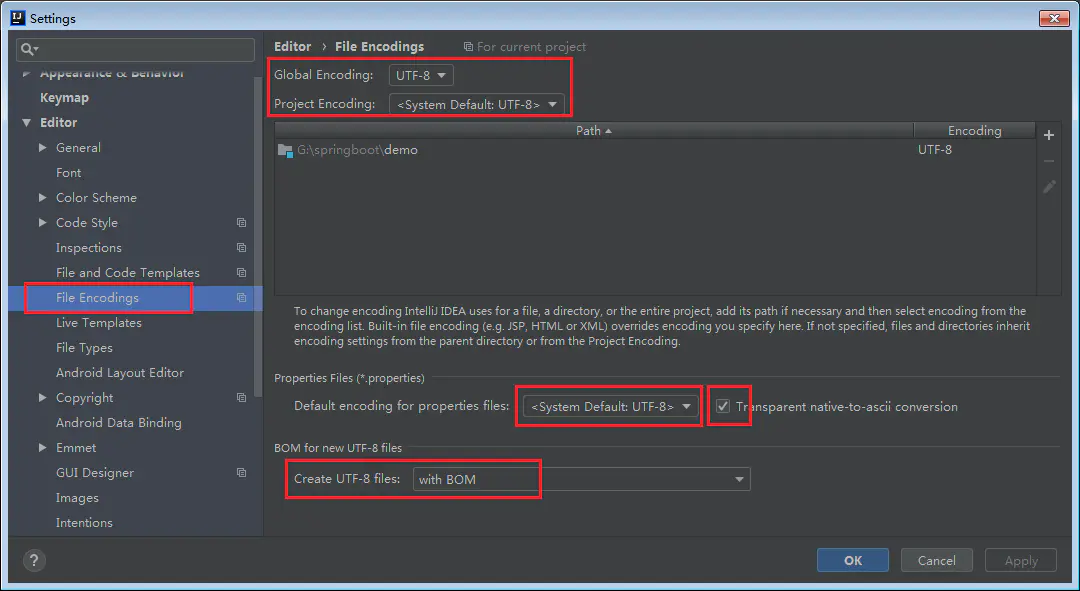 Settings
Editor › File Encodings For current project
Appearance & Behavior
Keymap
Editor
General
Font
Color Scheme
Code Style
Inspections
File and Code Templates
File Encodings
Live Templates
File Types
Android Layout Editor
Copyright
Android Data Binding
Emmet
GUI Designer
Images
Intentions
Global Encoding: UTF-8
Project Encoding: <System Default: UTF-8>
Path Encoding
G:\springboot\demo UTF-8
To change encoding IntelliJ IDEA uses for a file, a directory, or the entire project, add its path if necessary and then select encoding from the
encoding list. Built-in file encoding (e.g. JSP, HTML or XML) overrides encoding you specify here. If not specified, files and directories inherit
encoding settings from the parent directory or from the Project Encoding.
Properties Files (*.properties)
Default encoding for properties files: <System Default: UTF-8> Transparent native-to-ascii conversion
BOM for new UTF-8 files
Create UTF-8 files: with BOM
? OK Cancel Apply